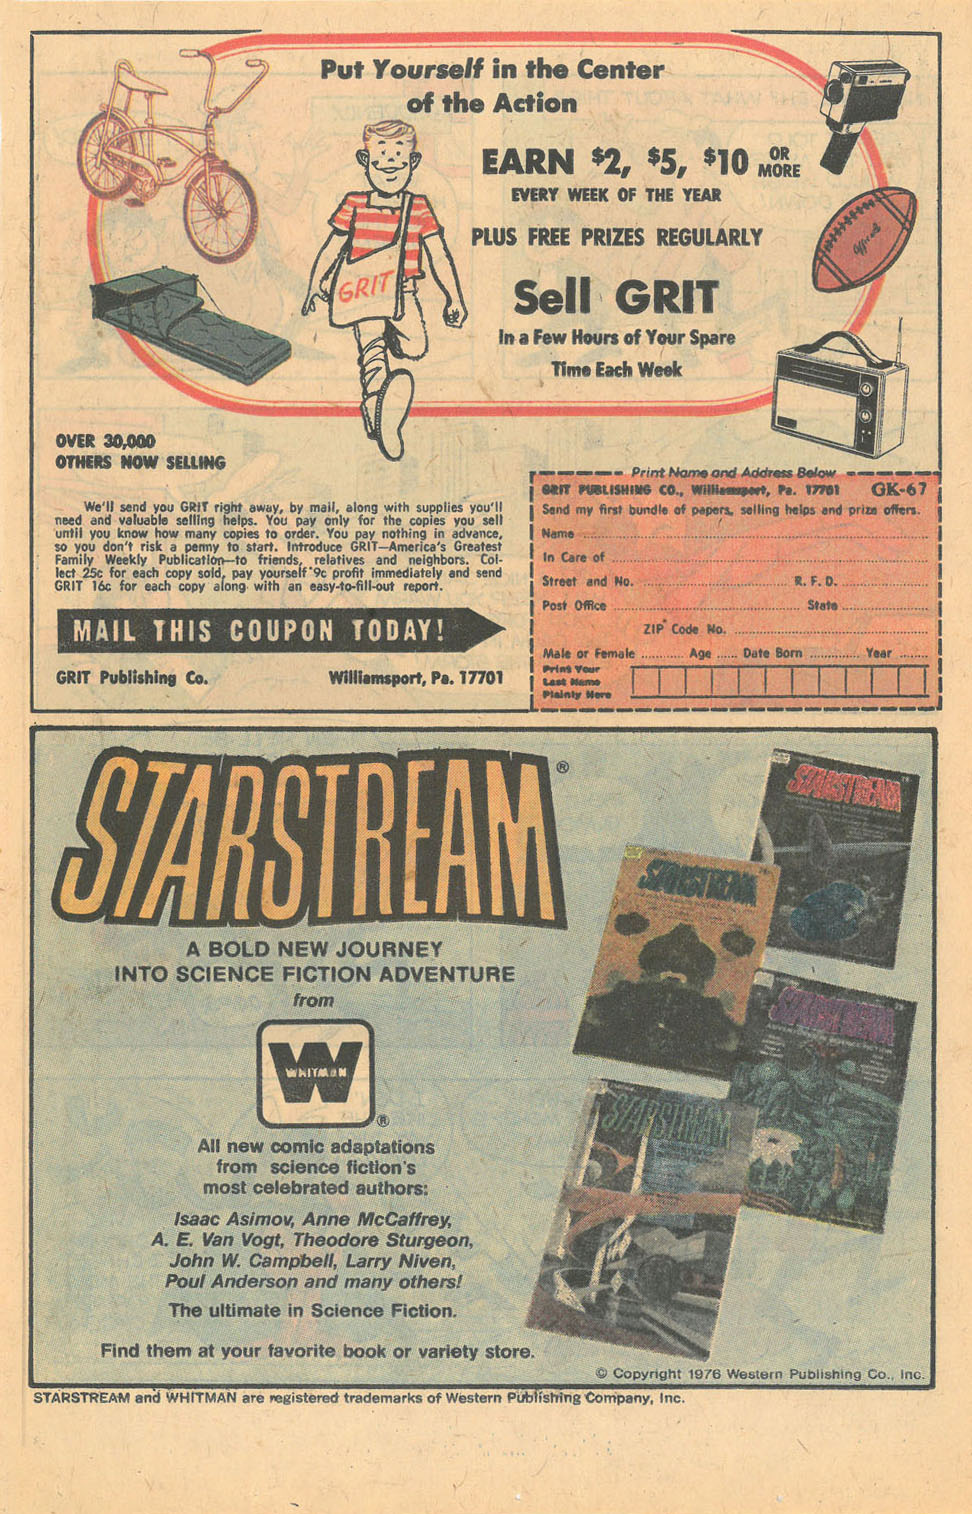 Put Yourself in the Center
of the Action
EARN $2, $5, $10 OR MORE
EVERY WEEK OF THE YEAR
PLUS FREE PRIZES REGULARLY
Sell GRIT
In a Few Hours of Your Spare
Time Each Week
GRIT
Official
OVER 30,000
OTHERS NOW SELLING
We'll send you GRIT right away, by mail, along with supplies you'll
need and valuable selling helps. You pay only for the copies you sell
until you know how many copies to order. You pay nothing in advance,
so you don't risk a penny to start. Introduce GRIT—America's Greatest
Family Weekly Publication—to friends, relatives and neighbors. Col-
lect 25c for each copy sold, pay yourself 9c profit immediately and send
GRIT 16c for each copy along with an easy-to-fill-out report.
MAIL THIS COUPON TODAY!
GRIT Publishing Co. Williamsport, Pa. 17701
Print Name and Address Below
GRIT PUBLISHING CO., Williamsport, Pa. 17701 GK-67
Send my first bundle of papers, selling helps and prize offers.
Name
In Care of
Street and No. R. F. D.
Post Office State
ZIP Code No.
Male or Female Age Date Born Year
Print Your
Last Name
Plainly Here
STARSTREAM®
A BOLD NEW JOURNEY
INTO SCIENCE FICTION ADVENTURE
from
WHITMAN
®
All new comic adaptations
from science fiction's
most celebrated authors:
Isaac Asimov, Anne McCaffrey,
A. E. Van Vogt, Theodore Sturgeon,
John W. Campbell, Larry Niven,
Poul Anderson and many others!
The ultimate in Science Fiction.
Find them at your favorite book or variety store.
STARSTREAM
STARSTREAM
STARSTREAM
STARSTREAM
© Copyright 1976 Western Publishing Co., Inc.
STARSTREAM and WHITMAN are registered trademarks of Western Publishing Company, Inc.